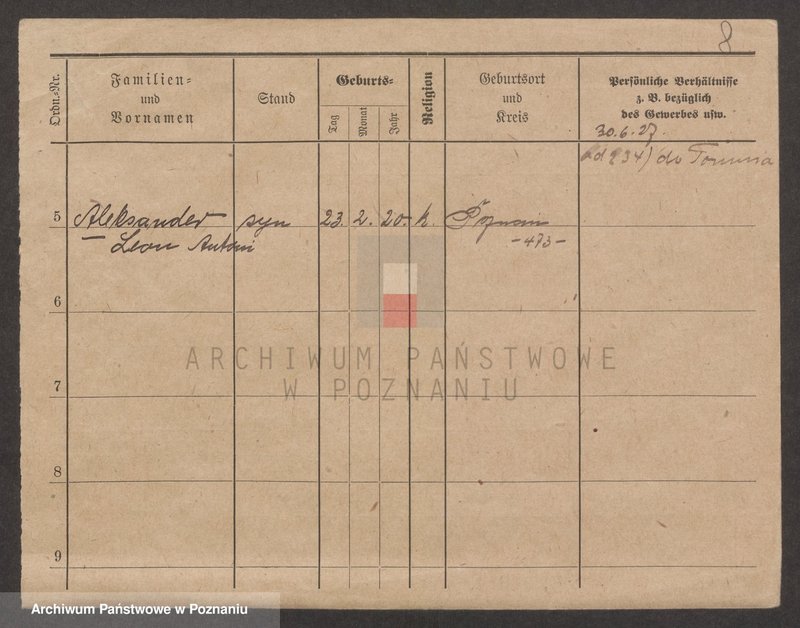 8
Ordn.-Nr.
Familien-
und
Vornamen
Stand
Geburts-
Tag
Monat
Jahr
Religion
Geburtsort
und
Kreis
Persönliche Verhältnisse
z. B. bezüglich
des Gewerbes usw.
30.6.27.
do Torunia
5 Aleksander syn 23. 2. 20. k. Poznań
Leon Antoni -473-
6
7
8
9
ARCHIWUM PAŃSTWOWE
W POZNANIU
Archiwum Państwowe w Poznaniu